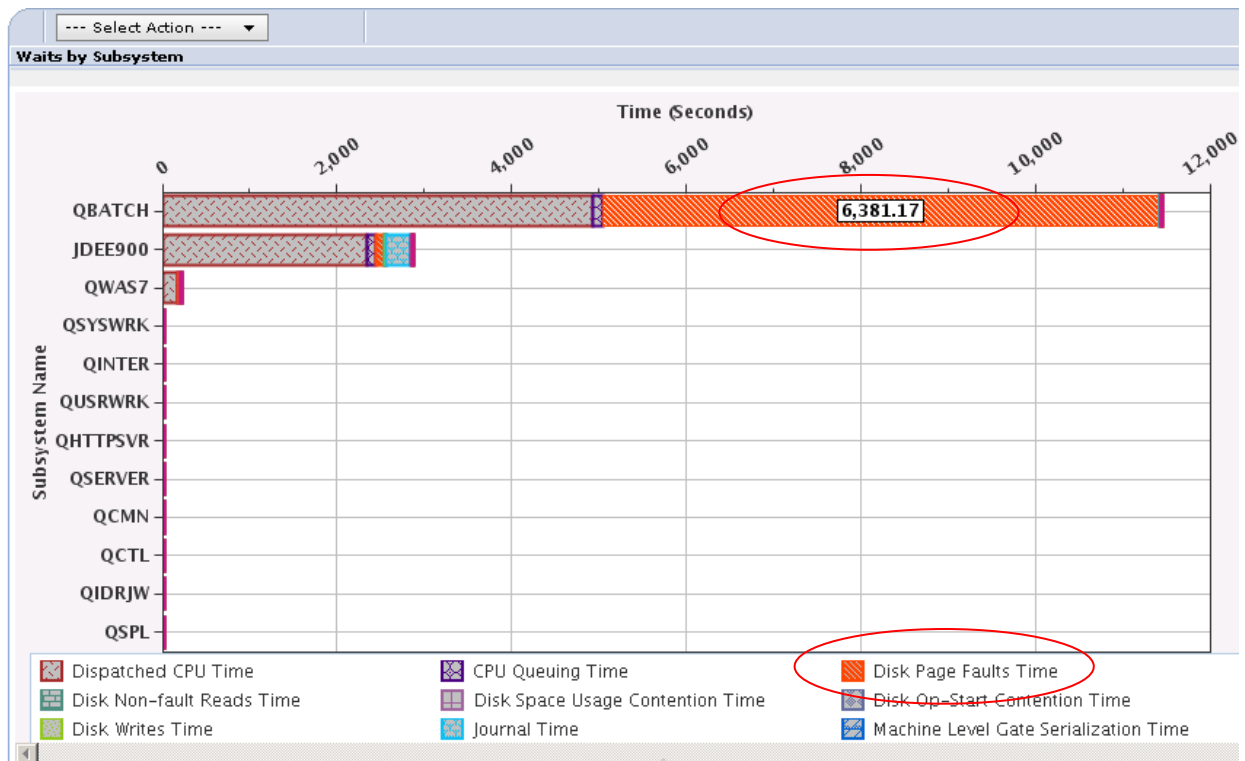 --- Select Action ---
Waits by Subsystem
Time (Seconds)
0 2,000 4,000 6,000 8,000 10,000 12,000
Subsystem Name
QBATCH 6,381.17
JDEE900
QWAS7
QSYSWRK
QINTER
QUSRWRK
QHTTPSVR
QSERVER
QCMN
QCTL
QIDRJW
QSPL
Dispatched CPU Time CPU Queuing Time Disk Page Faults Time
Disk Non-fault Reads Time Disk Space Usage Contention Time Disk Op-Start Contention Time
Disk Writes Time Journal Time Machine Level Gate Serialization Time